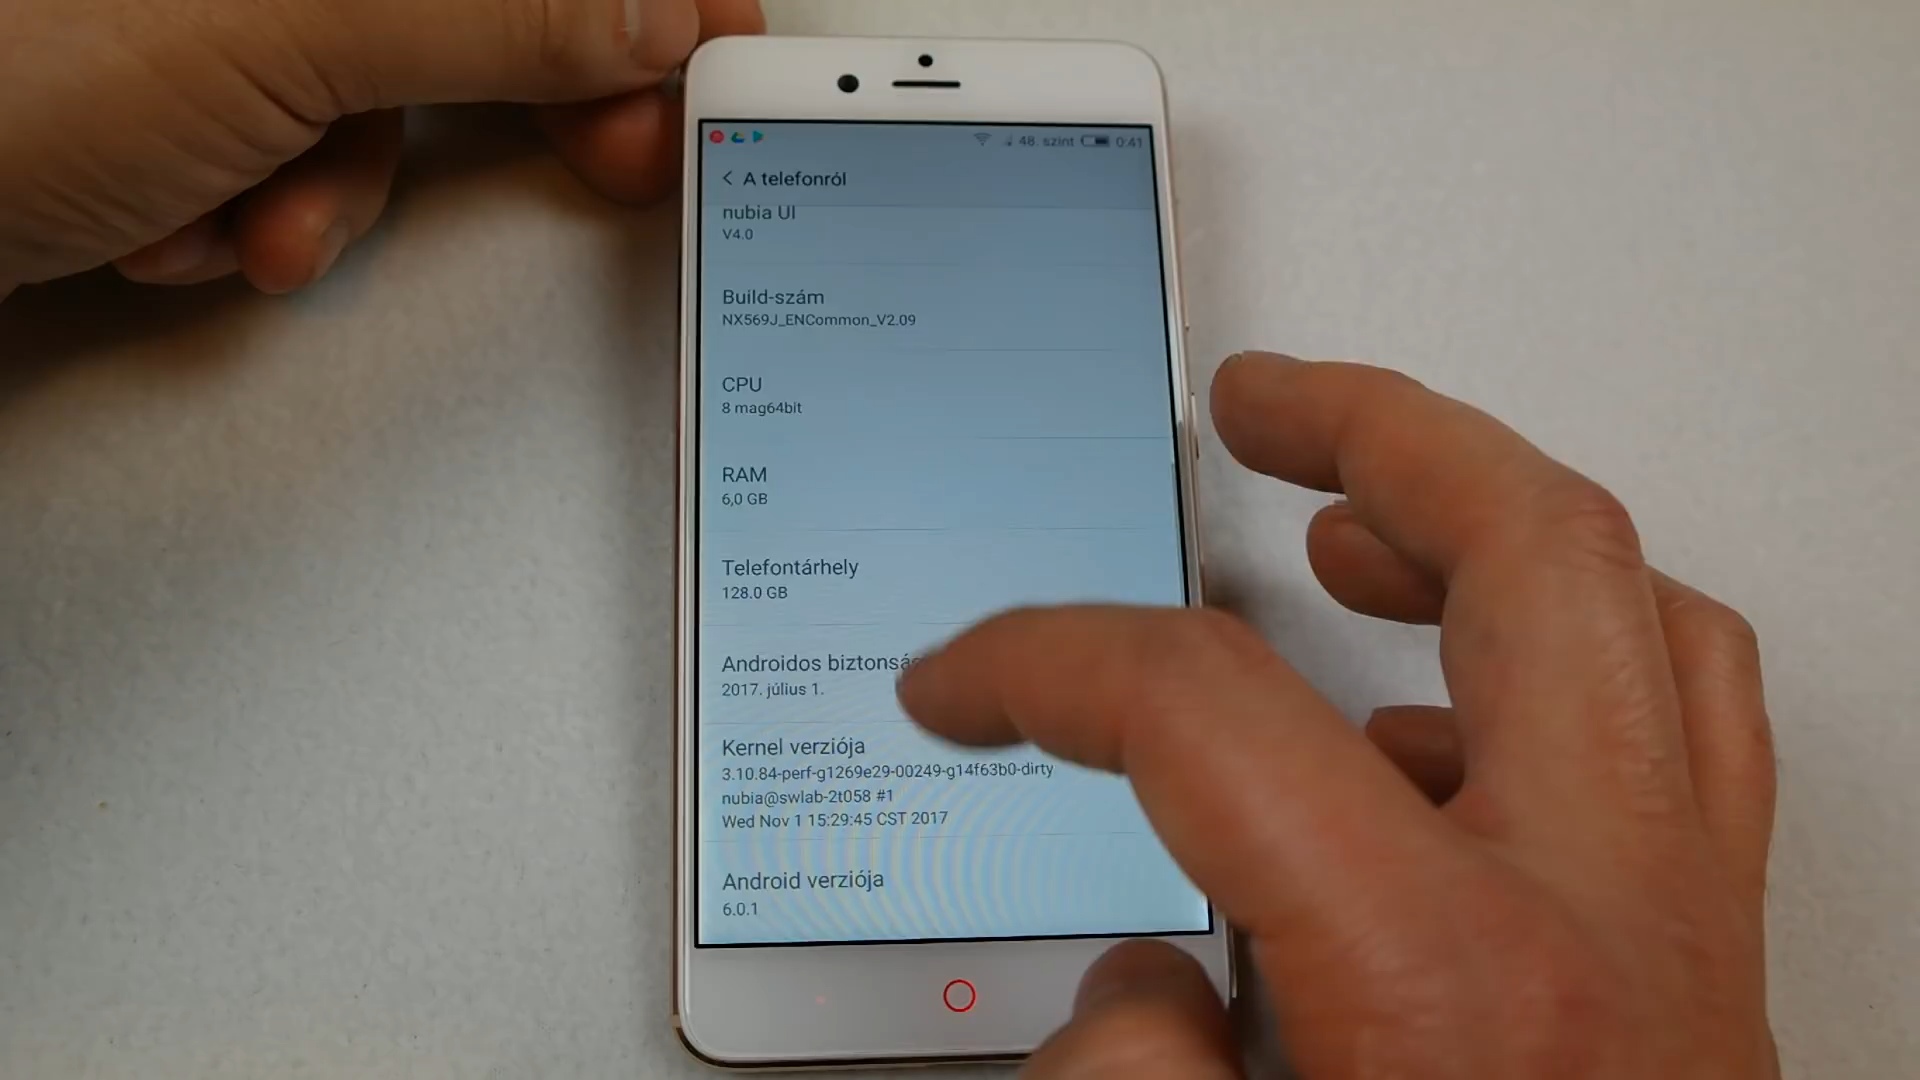 48. szint 0:41
A telefonról
nubia UI
V4.0
Build-szám
NX569J_ENCommon_V2.09
CPU
8 mag64bit
RAM
6,0 GB
Telefontárhely
128.0 GB
Androidos
2017. július 1.
Kernel verziója
3.10.84-perf-g1269e29-00249-g14f63b0-dirty
nubia@swlab-2t058 #1
Wed Nov 1 15:29:45 CST 2017
Android verziója
6.0.1